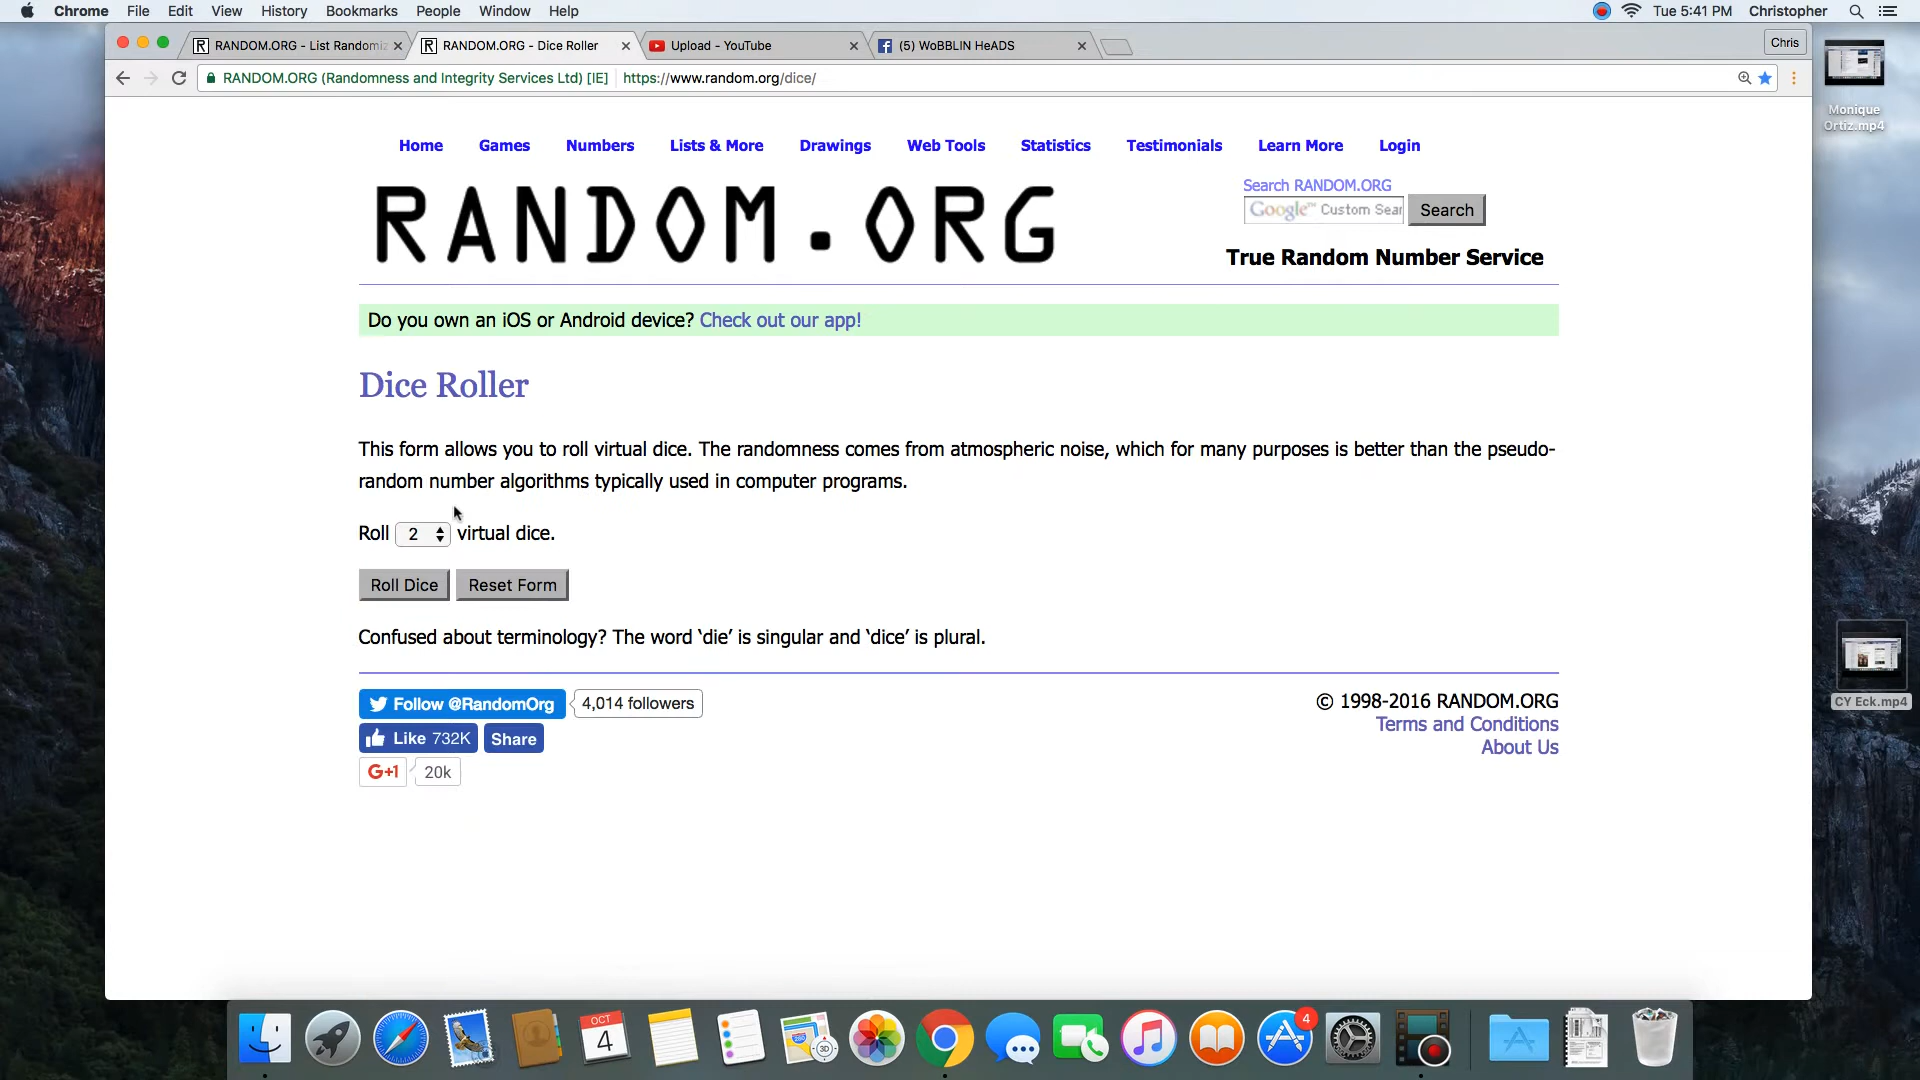 Chrome File Edit View History Bookmarks People Window Help Tue 5:41 PM Christopher
RANDOM.ORG - List Randomiz RANDOM.ORG - Dice Roller Upload - YouTube (5) WoBBLIN HeADS Chris
RANDOM.ORG (Randomness and Integrity Services Ltd) [IE] https://www.random.org/dice/
Monique
Ortiz.mp4
Home Games Numbers Lists & More Drawings Web Tools Statistics Testimonials Learn More Login
RANDOM.ORG
Search RANDOM.ORG
Google™ Custom Sear Search
True Random Number Service
Do you own an iOS or Android device? Check out our app!
Dice Roller
This form allows you to roll virtual dice. The randomness comes from atmospheric noise, which for many purposes is better than the pseudo-
random number algorithms typically used in computer programs.
Roll 2 virtual dice.
Roll Dice Reset Form
Confused about terminology? The word ‘die’ is singular and ‘dice’ is plural.
Follow @RandomOrg 4,014 followers
Like 732K Share
G+1 20k
© 1998-2016 RANDOM.ORG
Terms and Conditions
About Us
CY Eck.mp4
OCT
4
280
3D
4